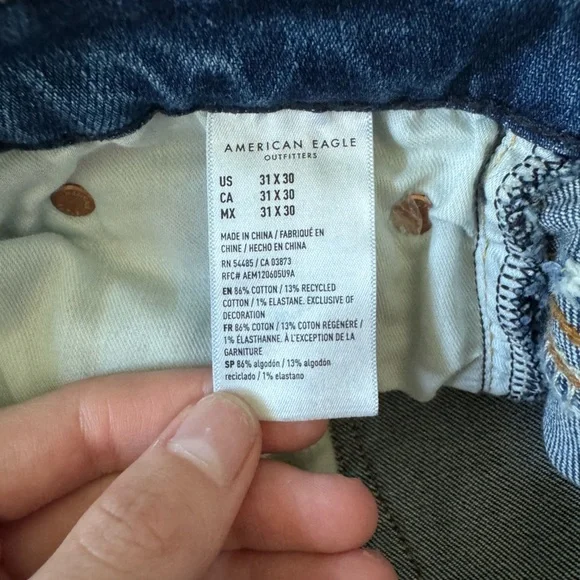 AMERICAN EAGLE
OUTFITTERS
US 31 X 30
CA 31 X 30
MX 31 X 30
MADE IN CHINA / FABRIQUÉ EN
CHINE / HECHO EN CHINA
RN 54485 / CA 03873
RFC# AEM120605U9A
EN 86% COTTON / 13% RECYCLED
COTTON / 1% ELASTANE. EXCLUSIVE OF
DECORATION
FR 86% COTON / 13% COTON RÉGÉNÉRÉ /
1% ÉLASTHANNE. À L'EXCEPTION DE LA
GARNITURE
SP 86% algodón / 13% algodón
reciclado / 1% elastano